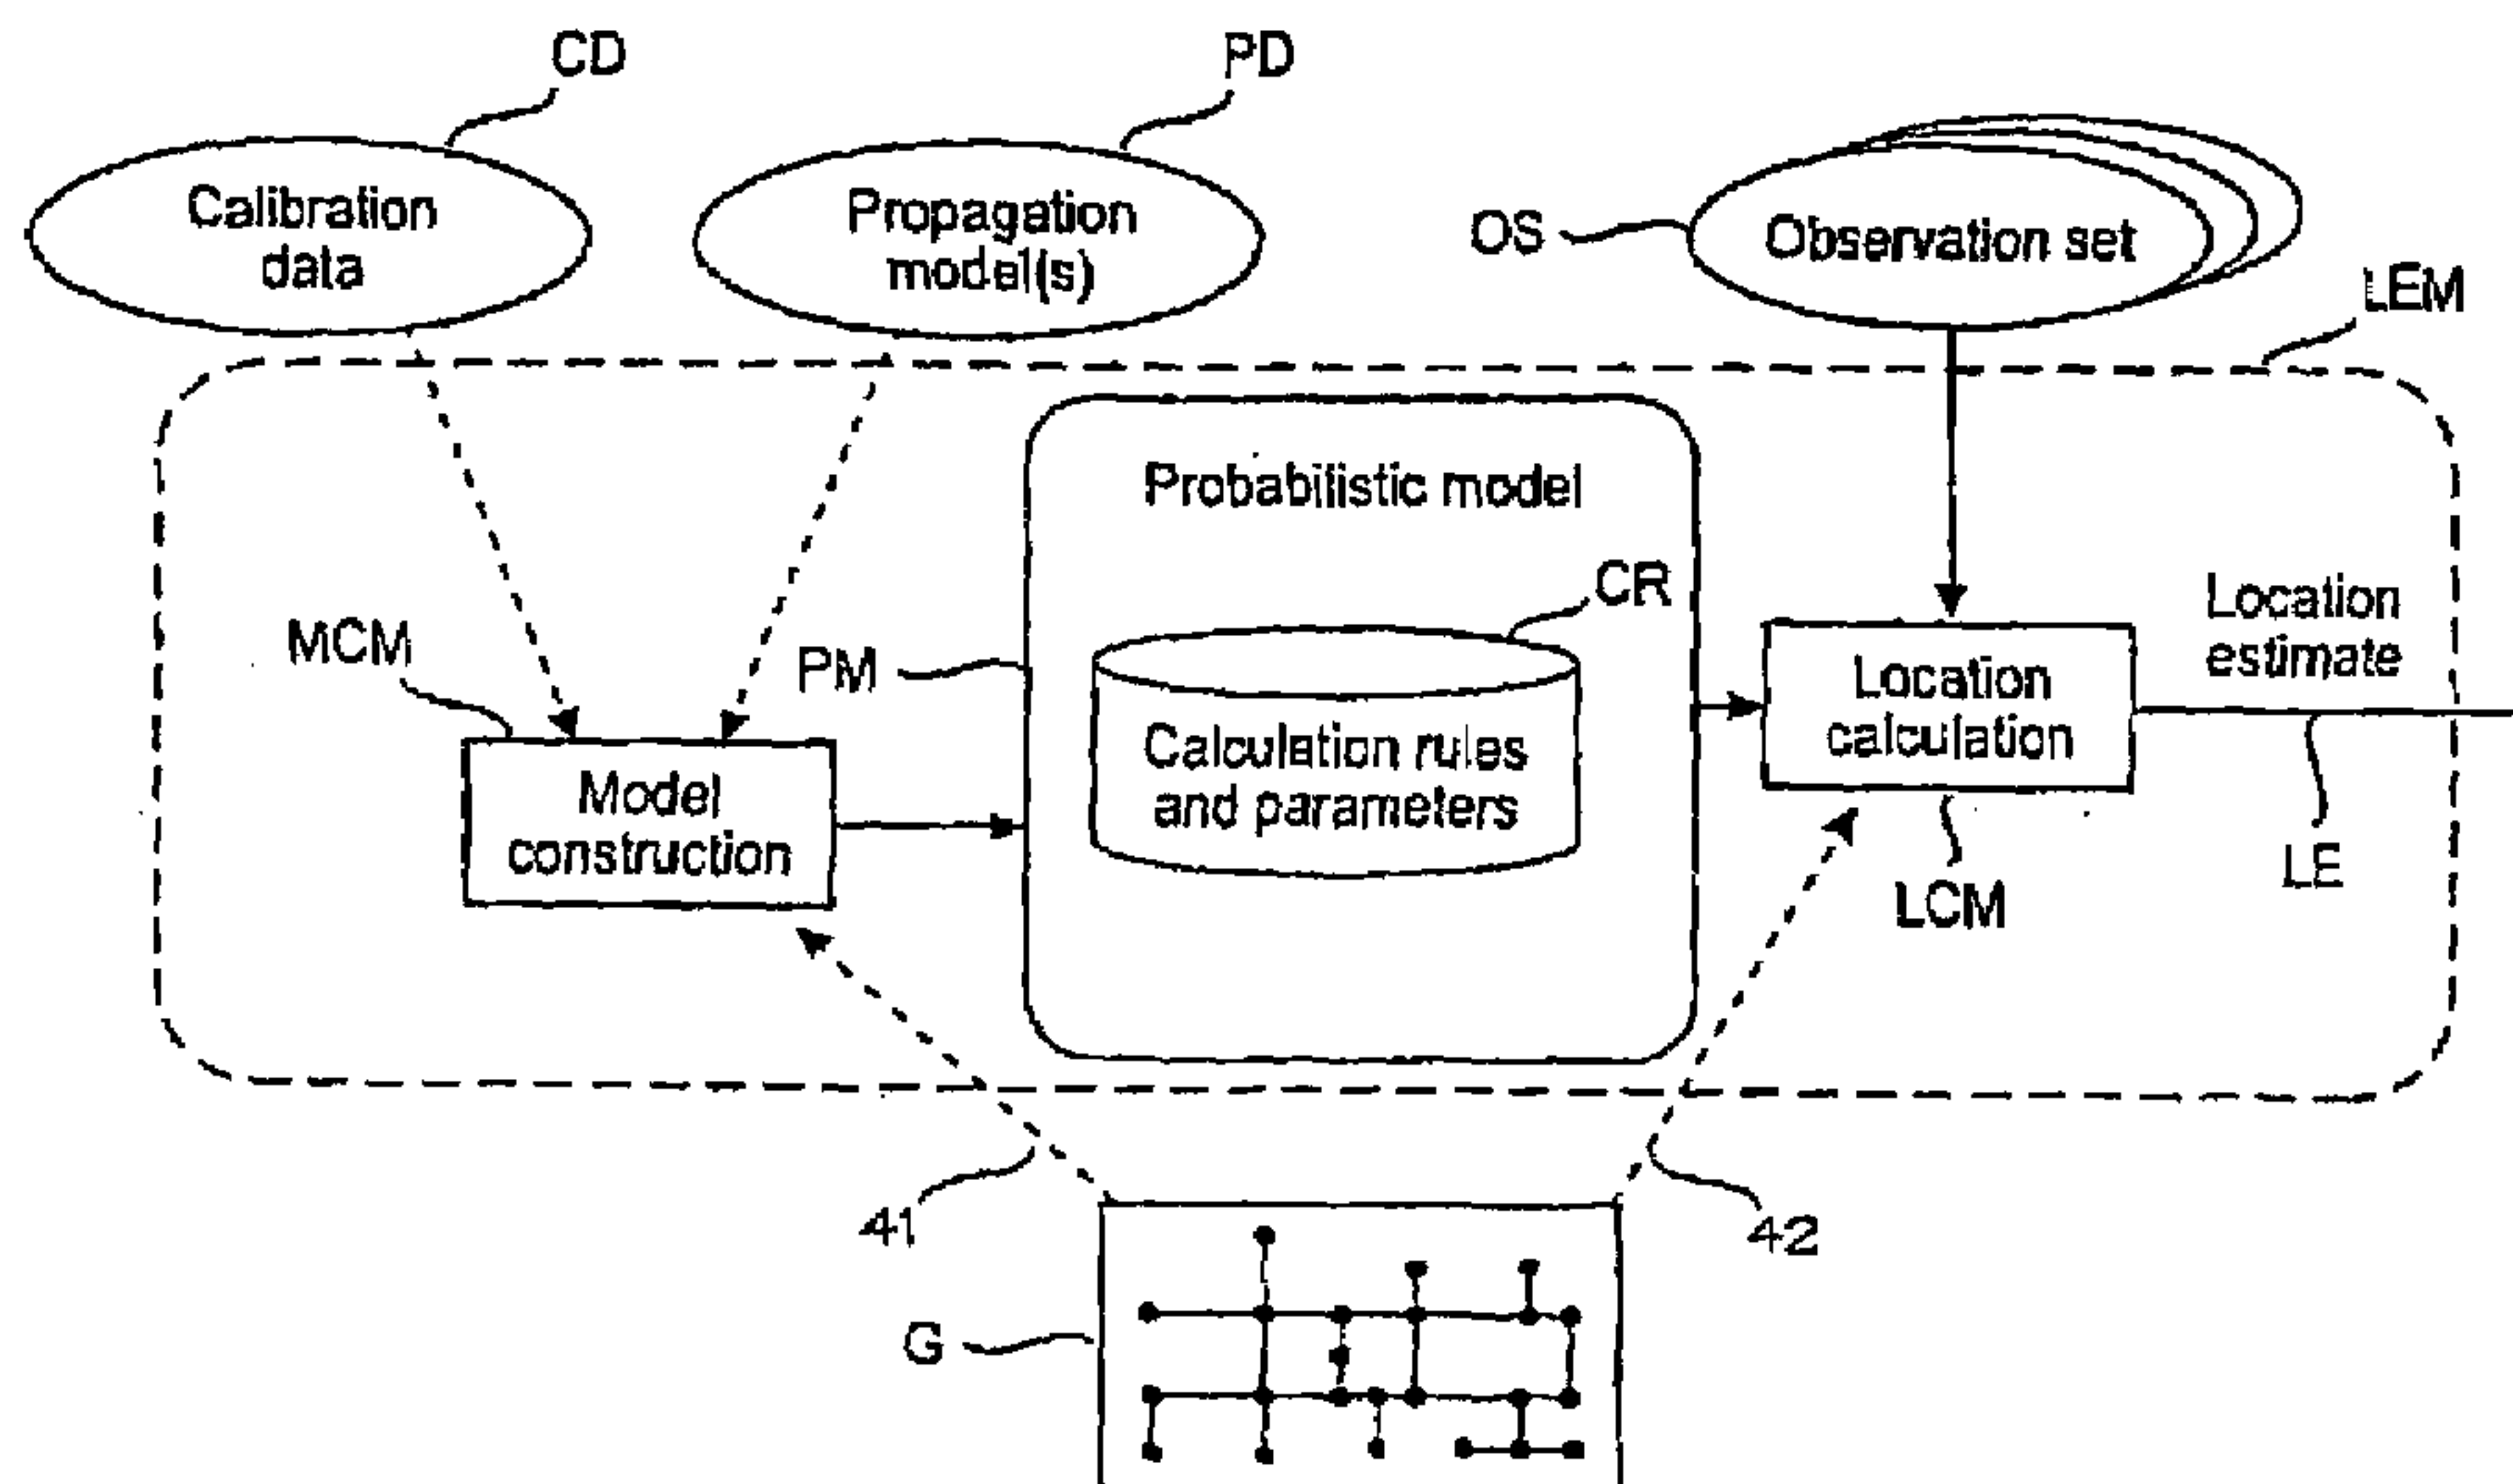 CD
PD
Calibration
data
Propagation
model(s)
OS
Observation set
LEM
Probabilistic model
CR
MCM
PM
Location
estimate
Location
calculation
Calculation rules
and parameters
Model
construction
LE
LCM
41
42
G